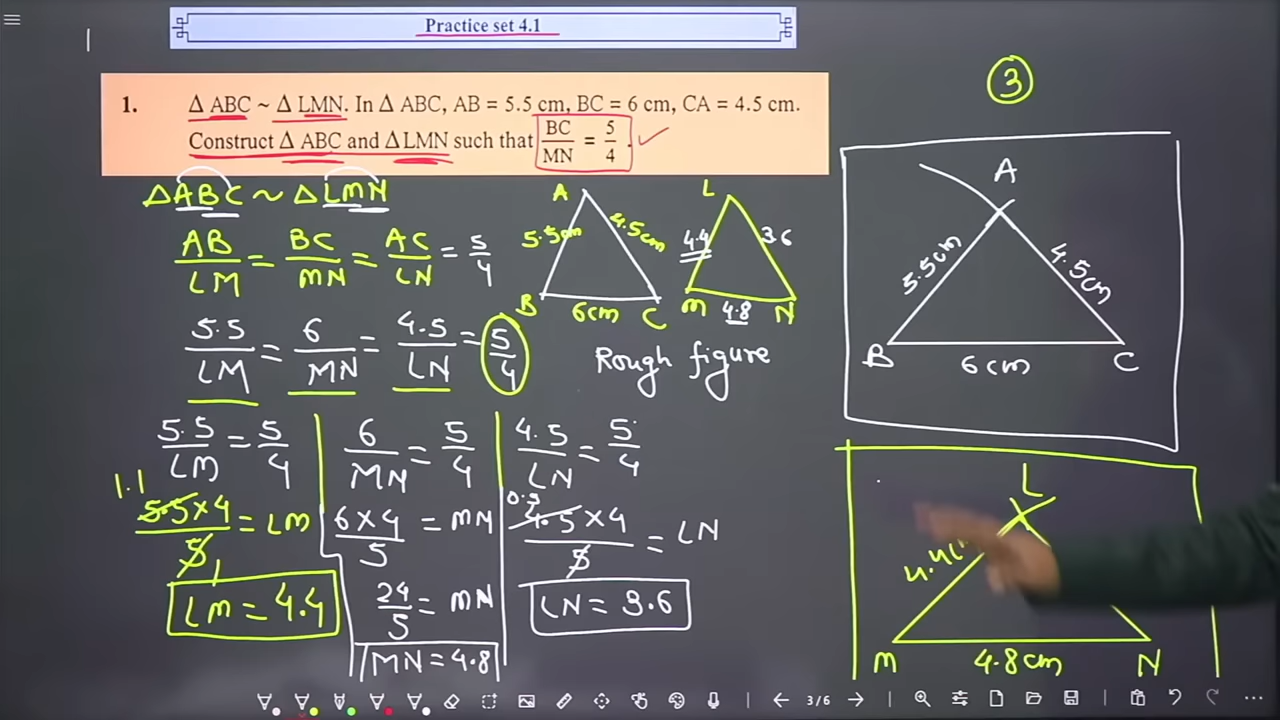 Practice set 4.1
1. Δ ABC ~ Δ LMN. In Δ ABC, AB = 5.5 cm, BC = 6 cm, CA = 4.5 cm.
Construct Δ ABC and Δ LMN such that BC/MN = 5/4.
3
ΔABC ~ ΔLMN
AB/LM = BC/MN = AC/LN = 5/4
5.5/LM = 6/MN = 4.5/LN = 5/4
A
5.5cm 4.5cm
B 6cm C
L
4.4 3.6
M 4.8 N
Rough figure
5.5/LM = 5/4
1.1
5.5×4/5 = LM
1
LM = 4.4
6/MN = 5/4
6×4/5 = MN
24/5 = MN
MN = 4.8
4.5/LN = 5/4
0.9
4.5×4/5 = LN
LN = 3.6
A
5.5cm 4.5cm
B 6cm C
L
M 4.8cm N
3/6